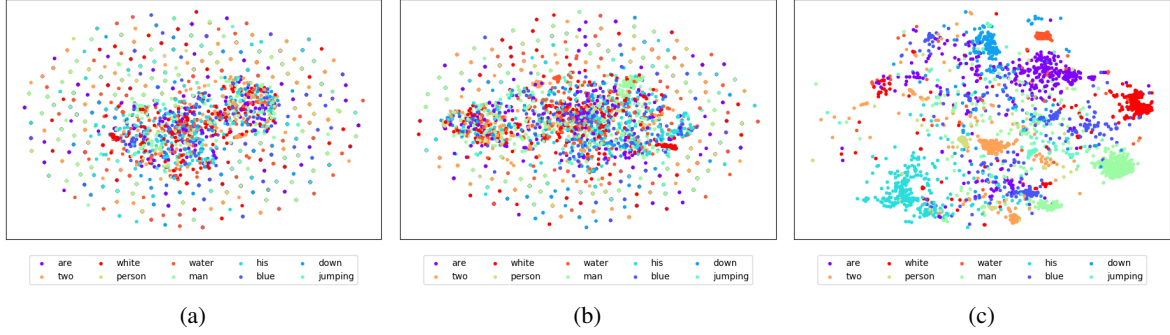 are white water his down
two person man blue jumping
are white water his down
two person man blue jumping
are white water his down
two person man blue jumping
(a) (b) (c)